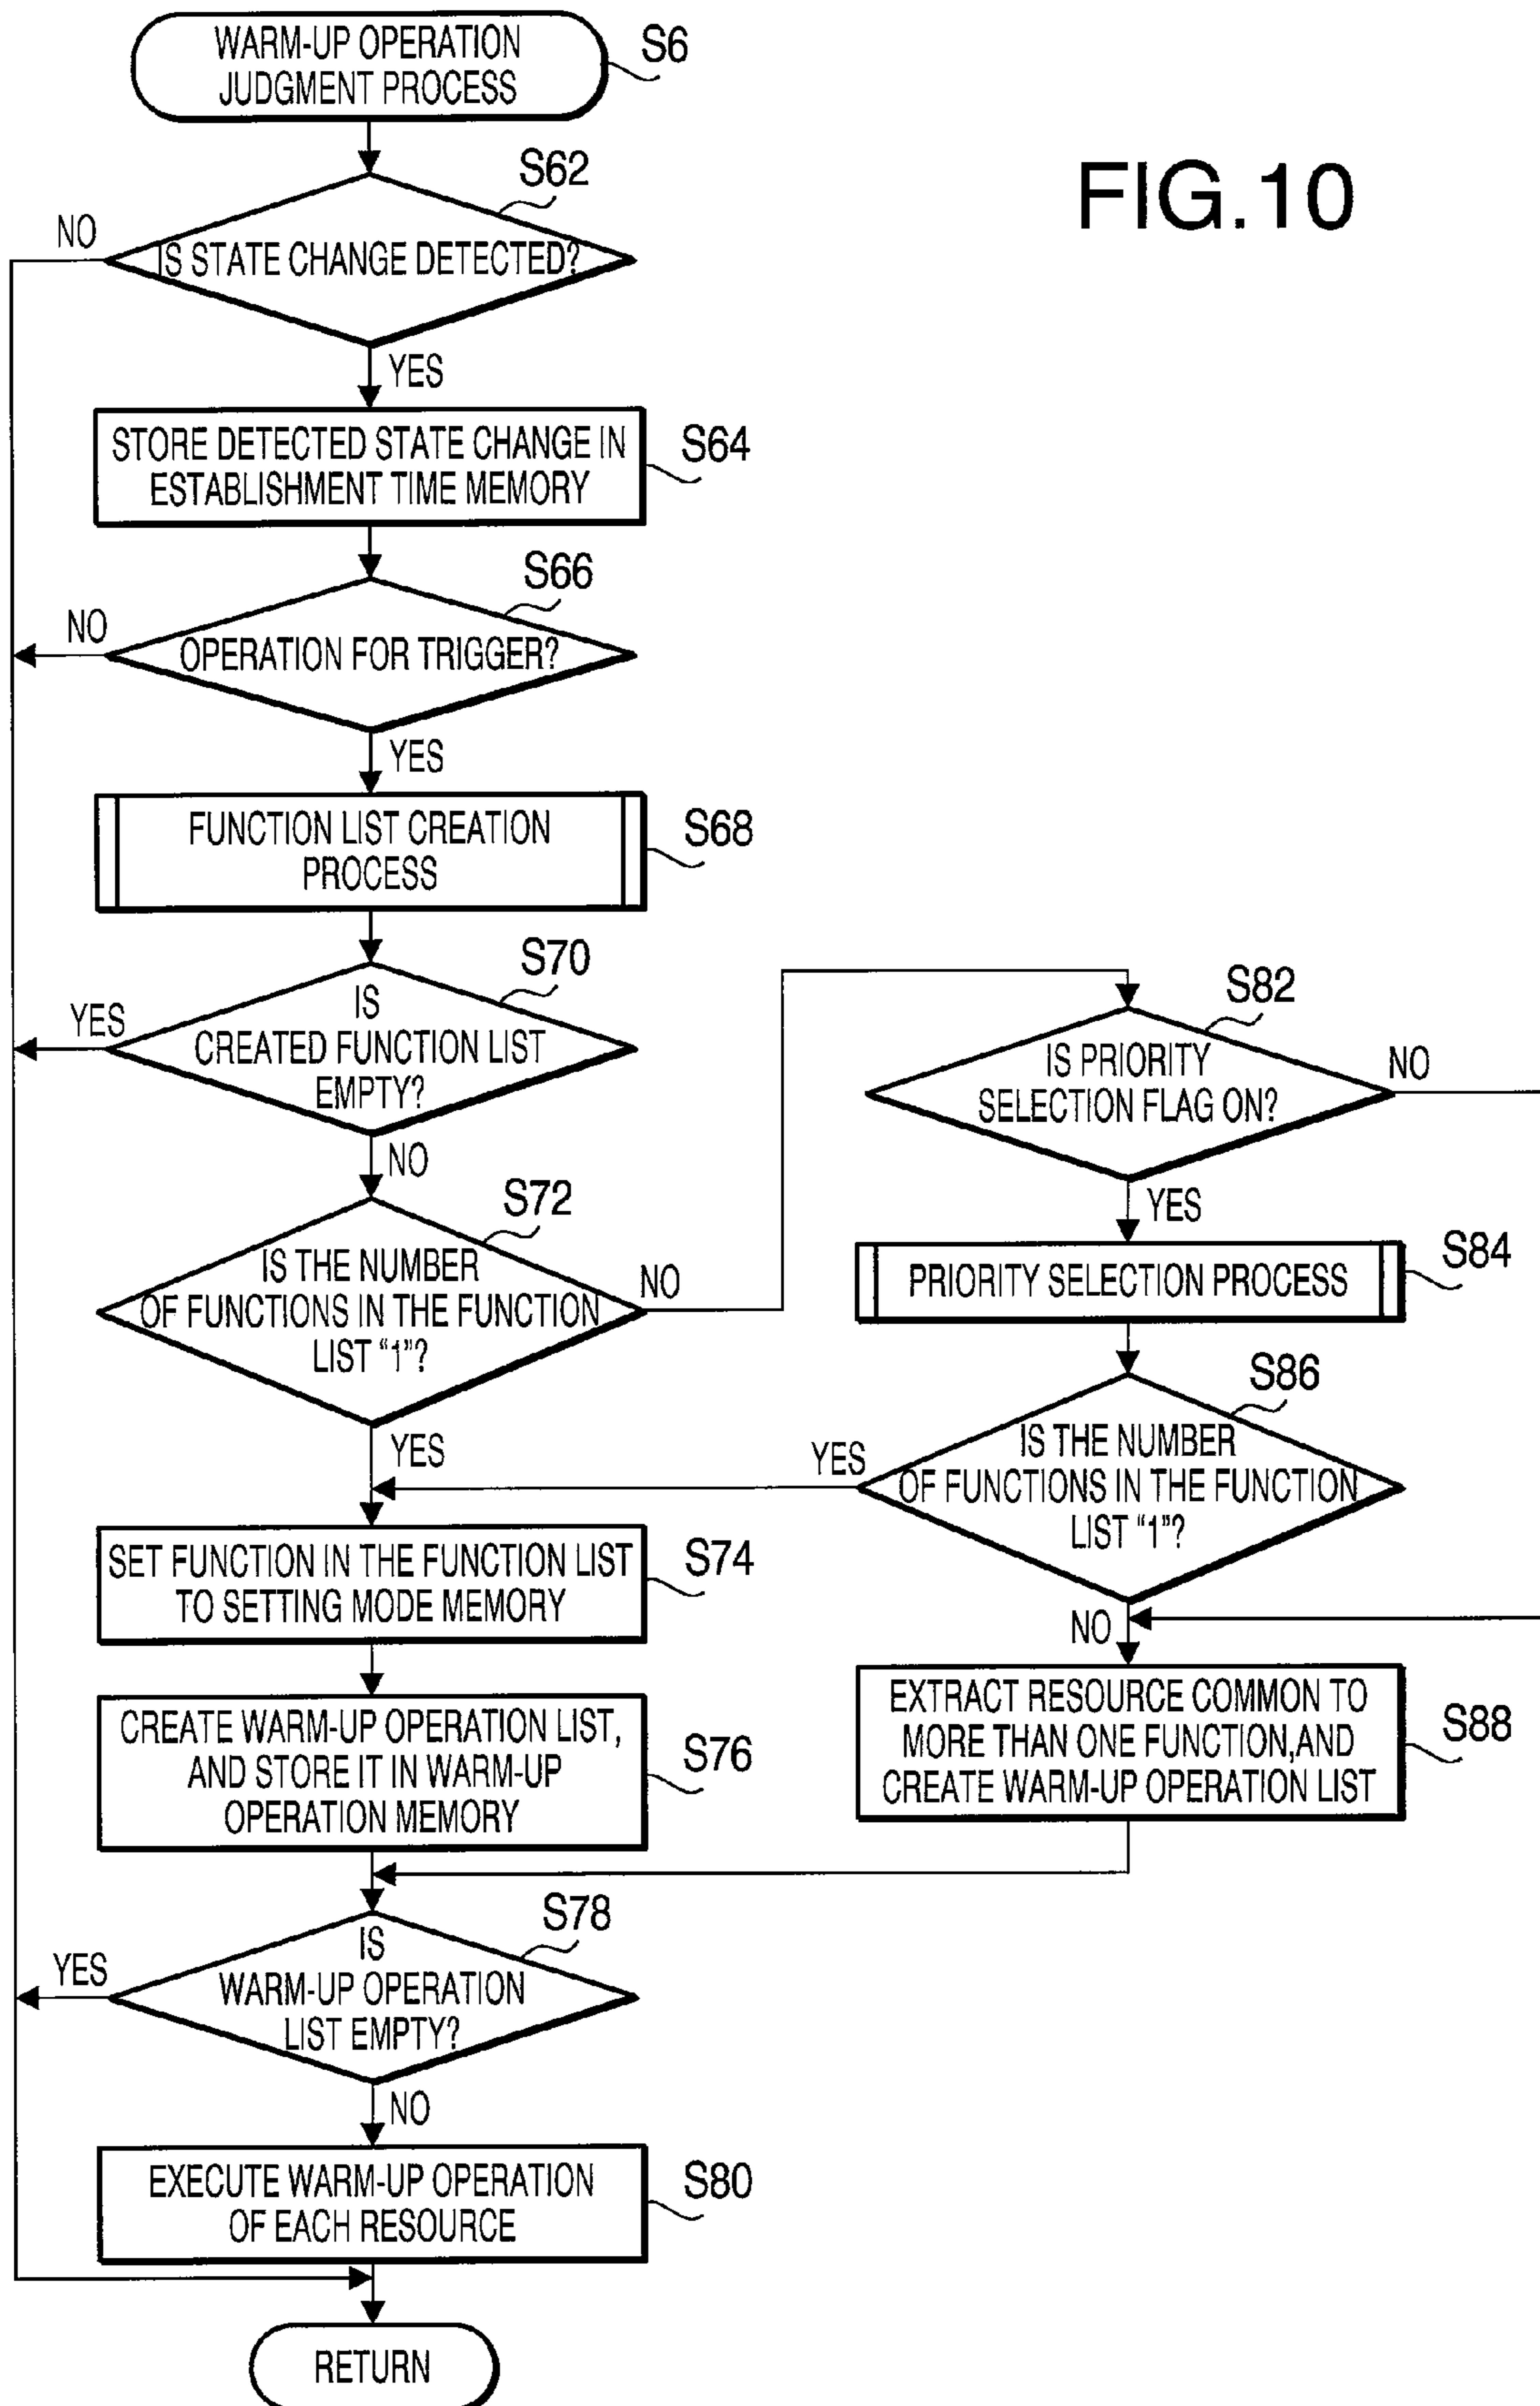 WARM-UP OPERATION
JUDGMENT PROCESS
S6
FIG.10
S62
NO
IS STATE CHANGE DETECTED?
YES
STORE DETECTED STATE CHANGE IN
ESTABLISHMENT TIME MEMORY
S64
S66
NO
OPERATION FOR TRIGGER?
YES
FUNCTION LIST CREATION
PROCESS
S68
S70
YES
IS
CREATED FUNCTION LIST
EMPTY?
NO
S72
IS THE NUMBER
OF FUNCTIONS IN THE FUNCTION
LIST “1”?
NO
YES
S82
IS PRIORITY
SELECTION FLAG ON?
NO
YES
PRIORITY SELECTION PROCESS
S84
S86
YES
IS THE NUMBER
OF FUNCTIONS IN THE FUNCTION
LIST “1”?
NO
SET FUNCTION IN THE FUNCTION LIST
TO SETTING MODE MEMORY
S74
CREATE WARM-UP OPERATION LIST,
AND STORE IT IN WARM-UP
OPERATION MEMORY
S76
EXTRACT RESOURCE COMMON TO
MORE THAN ONE FUNCTION,AND
CREATE WARM-UP OPERATION LIST
S88
S78
YES
IS
WARM-UP OPERATION
LIST EMPTY?
NO
EXECUTE WARM-UP OPERATION
OF EACH RESOURCE
S80
RETURN